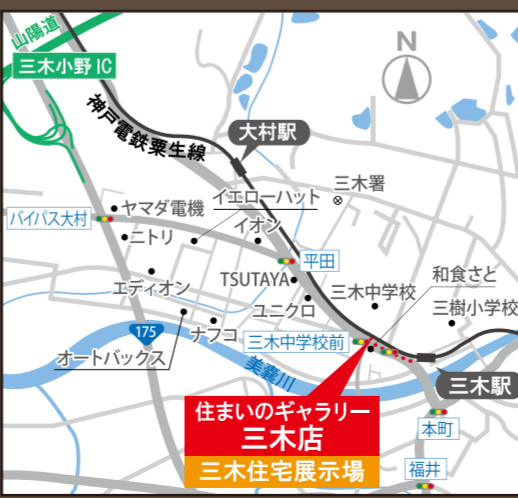 山陽道
三木小野IC
N
神戸電鉄粟生線
大村駅
イエローハット
三木署
ヤマダ電機
バイパス大村
ニトリ
イオン
平田
TSUTAYA
和食さと
エディオン
ユニクロ
三木中学校
三樹小学校
175
ナフコ
三木中学校前
オートバックス
美嚢川
三木駅
住まいのギャラリー
三木店
三木住宅展示場
本町
福井